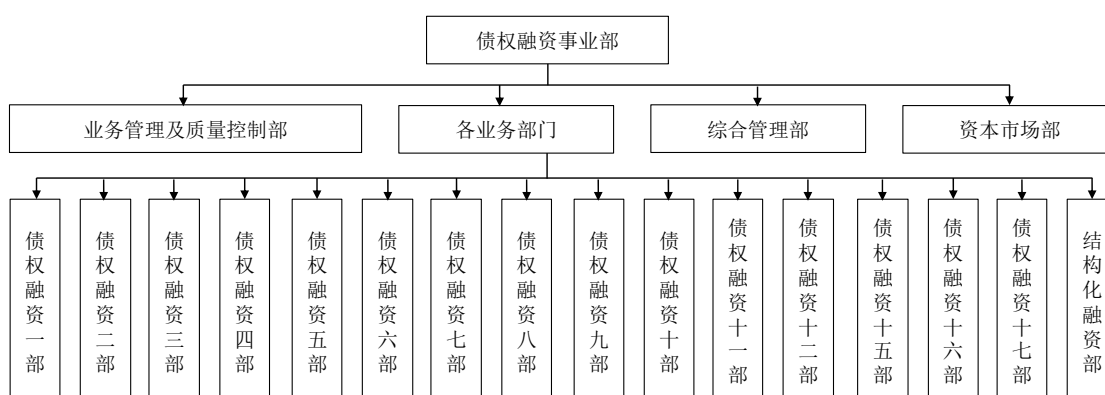 债权融资事业部
业务管理及质量控制部
各业务部门
综合管理部
资本市场部
债权融资一部
债权融资二部
债权融资三部
债权融资四部
债权融资五部
债权融资六部
债权融资七部
债权融资八部
债权融资九部
债权融资十部
债权融资十一部
债权融资十二部
债权融资十五部
债权融资十六部
债权融资十七部
结构化融资部